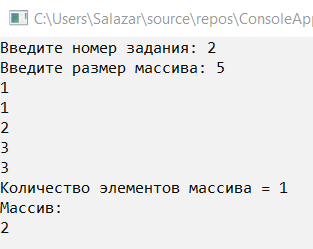 C:\Users\Salazar\source\repos\ConsoleApp
Введите номер задания: 2
Введите размер массива: 5
1
1
2
3
3
Количество элементов массива = 1
Массив:
2